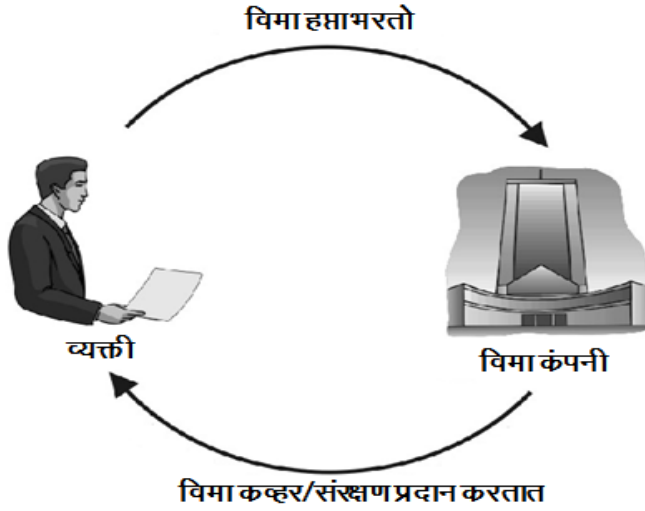 विमा हप्ता भरतो
व्यक्ती
विमा कंपनी
विमा कव्हर/संरक्षण प्रदान करतात